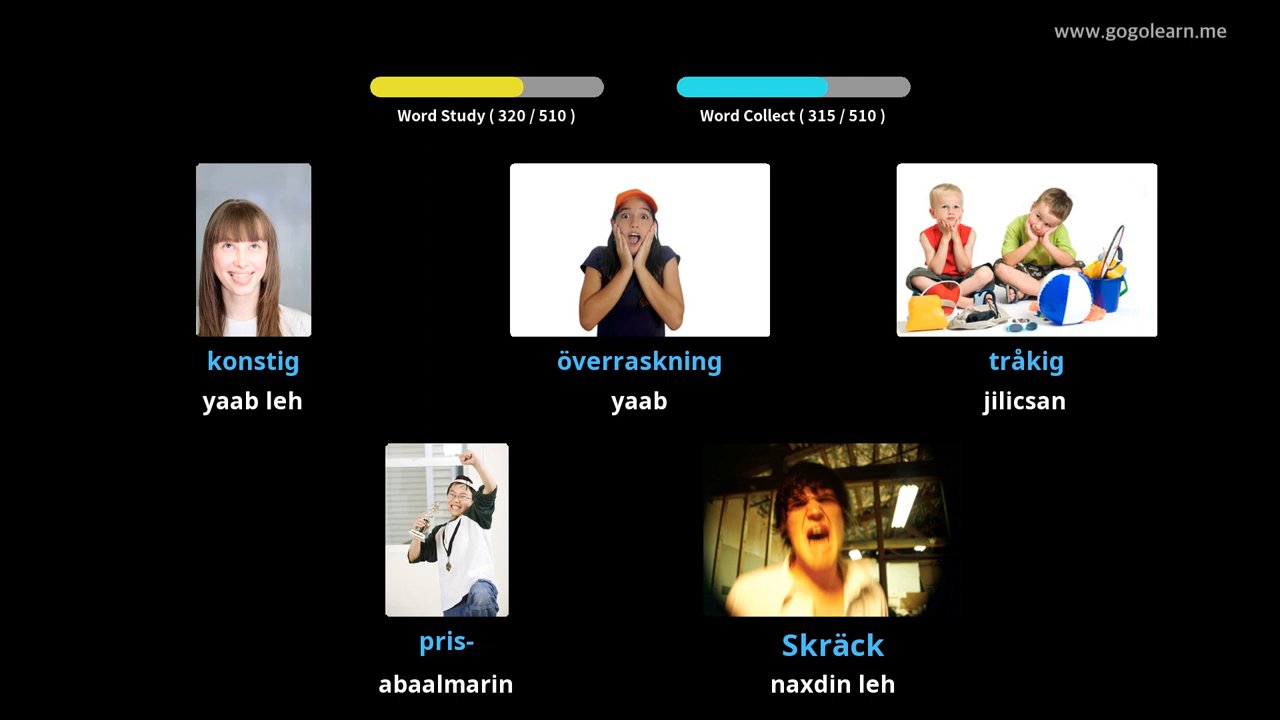 www.gogolearn.me
Word Study ( 320 / 510 )
Word Collect ( 315 / 510 )
konstig
yaab leh
överraskning
yaab
tråkig
jilicsan
pris-
abaalmarin
Skräck
naxdin leh